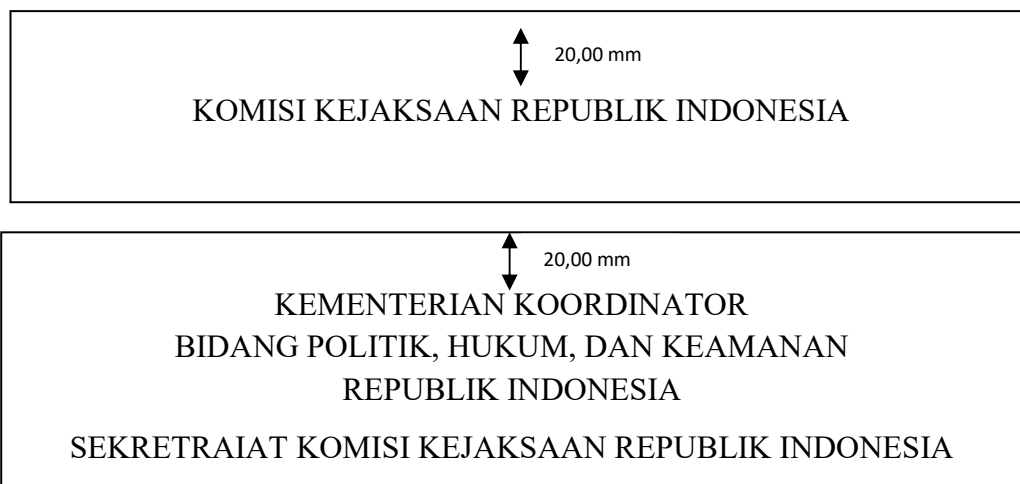 20,00 mm
KOMISI KEJAKSAAN REPUBLIK INDONESIA
20,00 mm
KEMENTERIAN KOORDINATOR
BIDANG POLITIK, HUKUM, DAN KEAMANAN
REPUBLIK INDONESIA
SEKRETRAIAT KOMISI KEJAKSAAN REPUBLIK INDONESIA